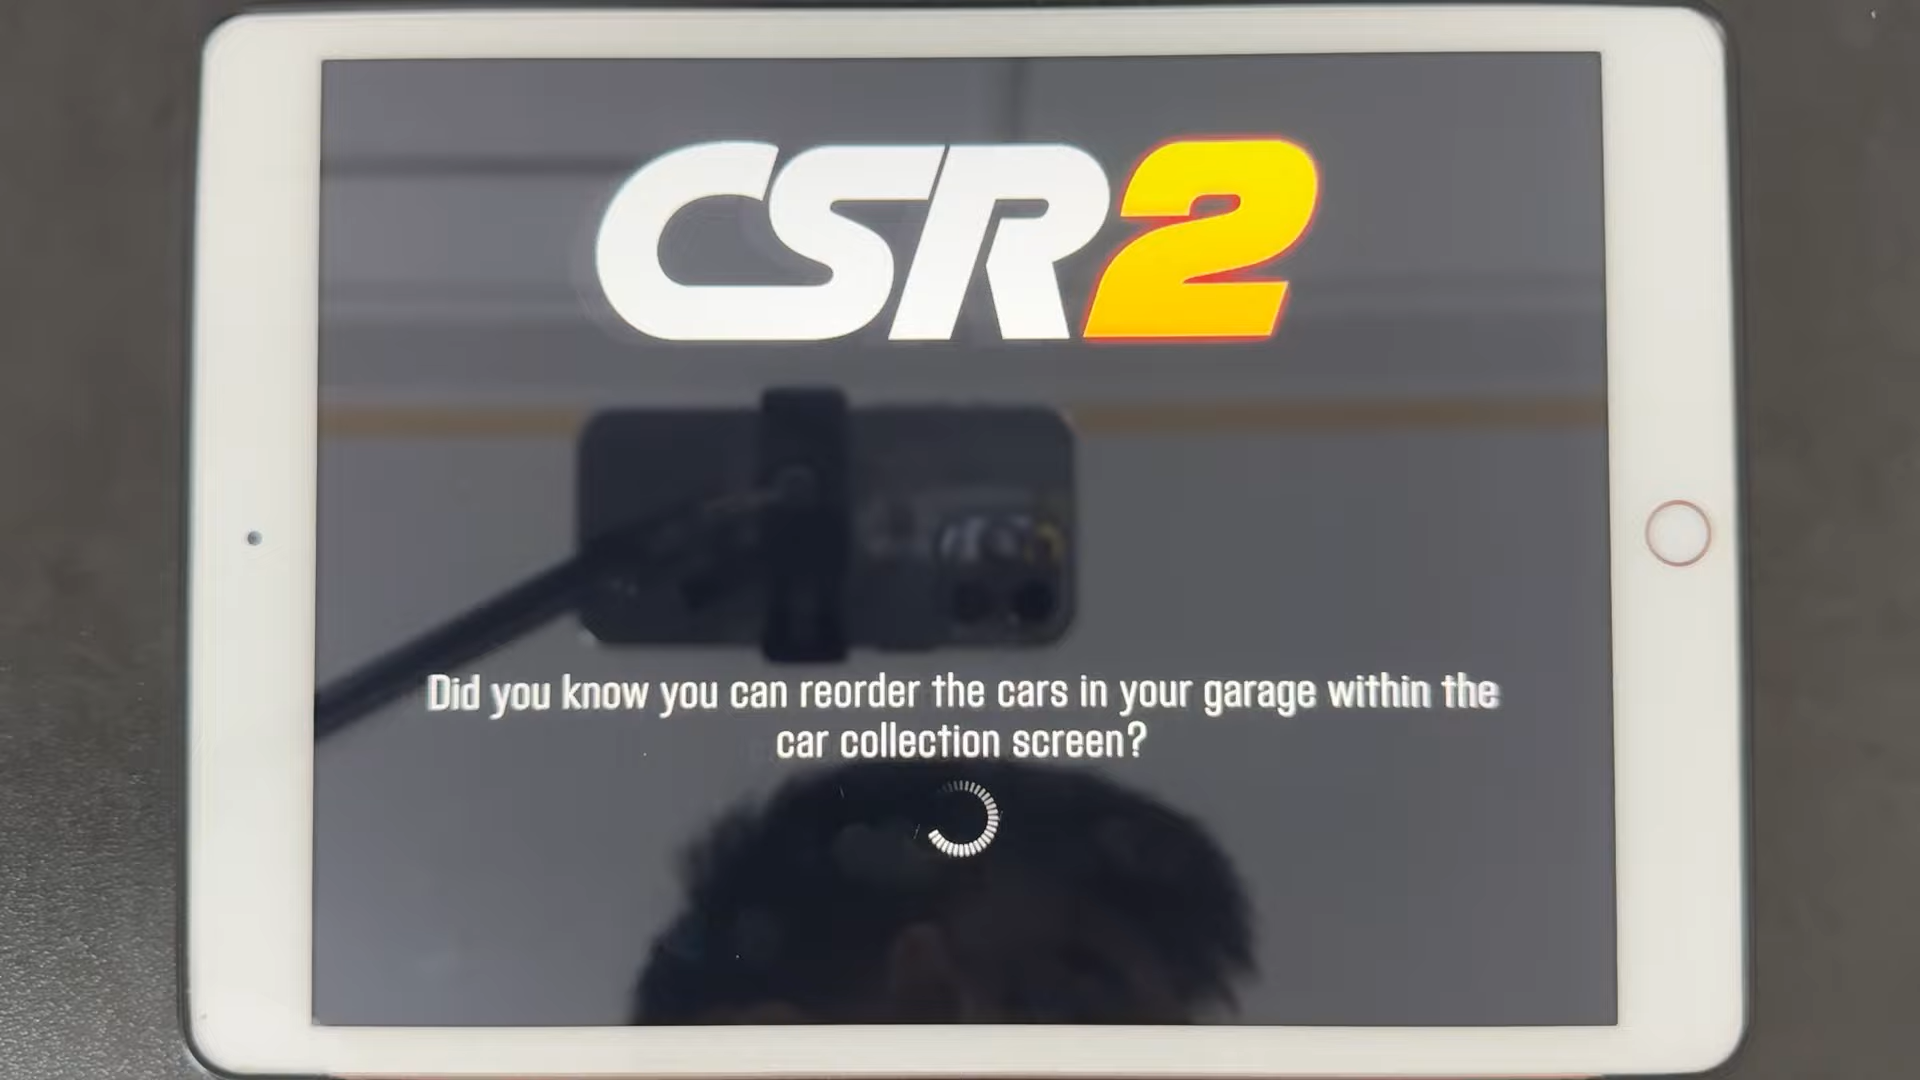 CSR2
Did you know you can reorder the cars in your garage within the
car collection screen?